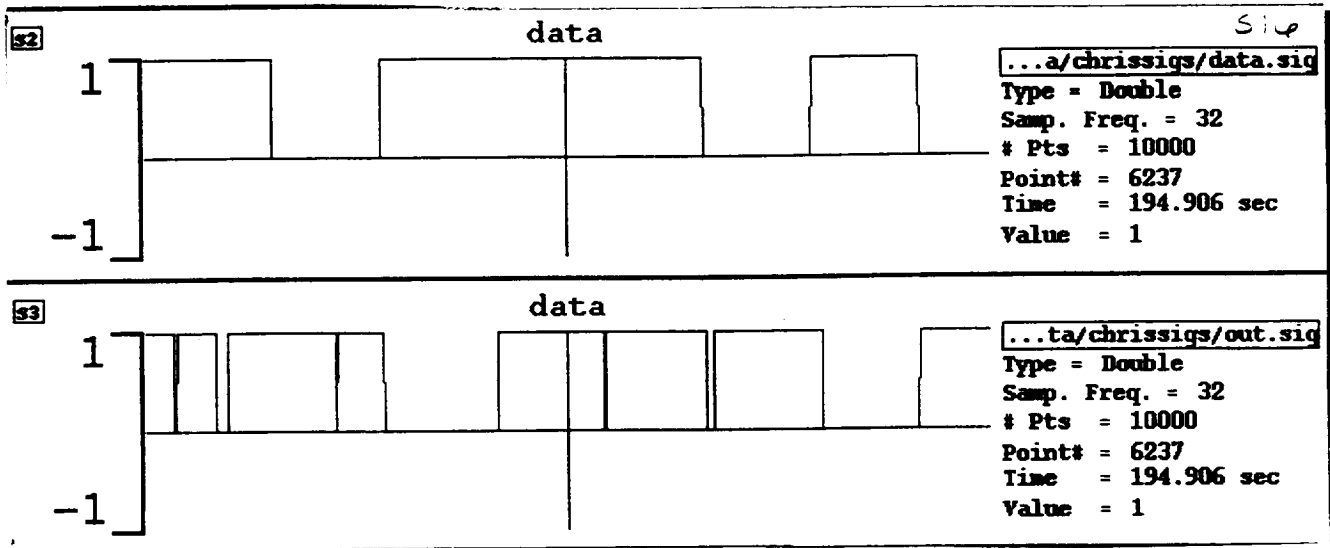 Sig
s2
data
1
-1
...a/chrissigs/data.sig
Type = Double
Samp. Freq. = 32
# Pts = 10000
Point# = 6237
Time = 194.906 sec
Value = 1
s3
data
1
-1
...ta/chrissigs/out.sig
Type = Double
Samp. Freq. = 32
# Pts = 10000
Point# = 6237
Time = 194.906 sec
Value = 1